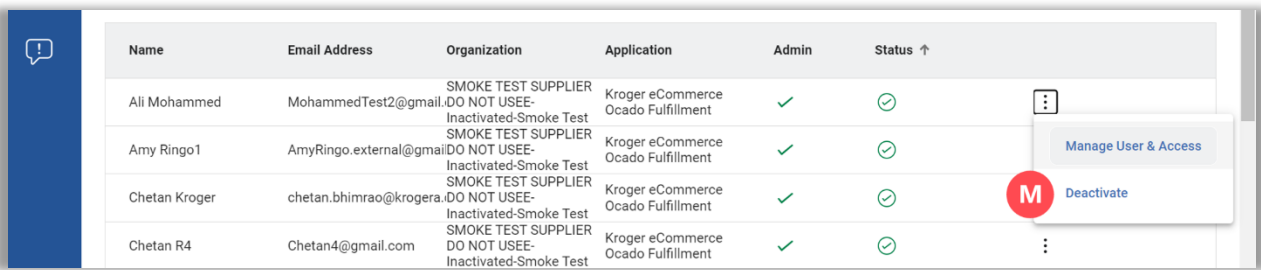 Name Email Address Organization Application Admin Status ↑
SMOKE TEST SUPPLIER
Ali Mohammed MohammedTest2@gmail. DO NOT USEE- Kroger eCommerce
Inactivated-Smoke Test Ocado Fulfillment
SMOKE TEST SUPPLIER
Amy Ringo1 AmyRingo.external@gmail DO NOT USEE- Kroger eCommerce Manage User & Access
Inactivated-Smoke Test Ocado Fulfillment
SMOKE TEST SUPPLIER
Chetan Kroger chetan.bhimrao@krogera. DO NOT USEE- Kroger eCommerce M Deactivate
Inactivated-Smoke Test Ocado Fulfillment
SMOKE TEST SUPPLIER
Chetan R4 Chetan4@gmail.com DO NOT USEE- Kroger eCommerce
Inactivated-Smoke Test Ocado Fulfillment